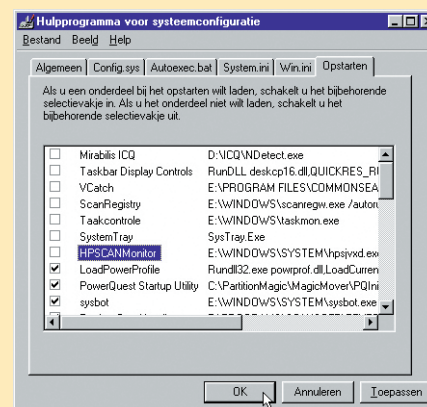 Hulpprogramma voor systeemconfiguratie
Bestand Beeld Help
Algemeen Config.sys Autoexec.bat System.ini Win.ini Opstarten
Als u een onderdeel bij het opstarten wilt laden, schakelt u het bijbehorende
selectievakje in. Als u het onderdeel niet wilt laden, schakelt u het
bijbehorende selectievakje uit.
Mirabilis ICQ D:\ICQ\NDetect.exe
Taskbar Display Controls RunDLL deskcp16.dll,QUICKRES_RI
VCatch E:\PROGRAM FILES\COMMONSEA
ScanRegistry E:\WINDOWS\scanregw.exe /autoru
Taakcontrole E:\WINDOWS\taskmon.exe
SystemTray SysTray.Exe
HPSCANMonitor E:\WINDOWS\SYSTEM\hpsjvxd.exe
LoadPowerProfile Rundll32.exe powrprof.dll,LoadCurren
PowerQuest Startup Utility C:\PartitionMagic\MagicMover\PQIni
sysbot E:\WINDOWS\SYSTEM\sysbot.exe
OK Annuleren Toepassen